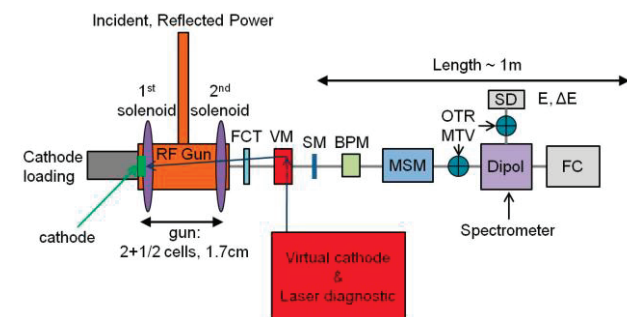 Incident, Reflected Power
Length ~ 1m
1st
solenoid
2nd
solenoid
SD
E, ΔE
OTR
MTV
FCT
VM
SM
BPM
Cathode
loading
RF Gun
MSM
Dipol
FC
cathode
gun:
2+1/2 cells, 1.7cm
Spectrometer
Virtual cathode
&
Laser diagnostic